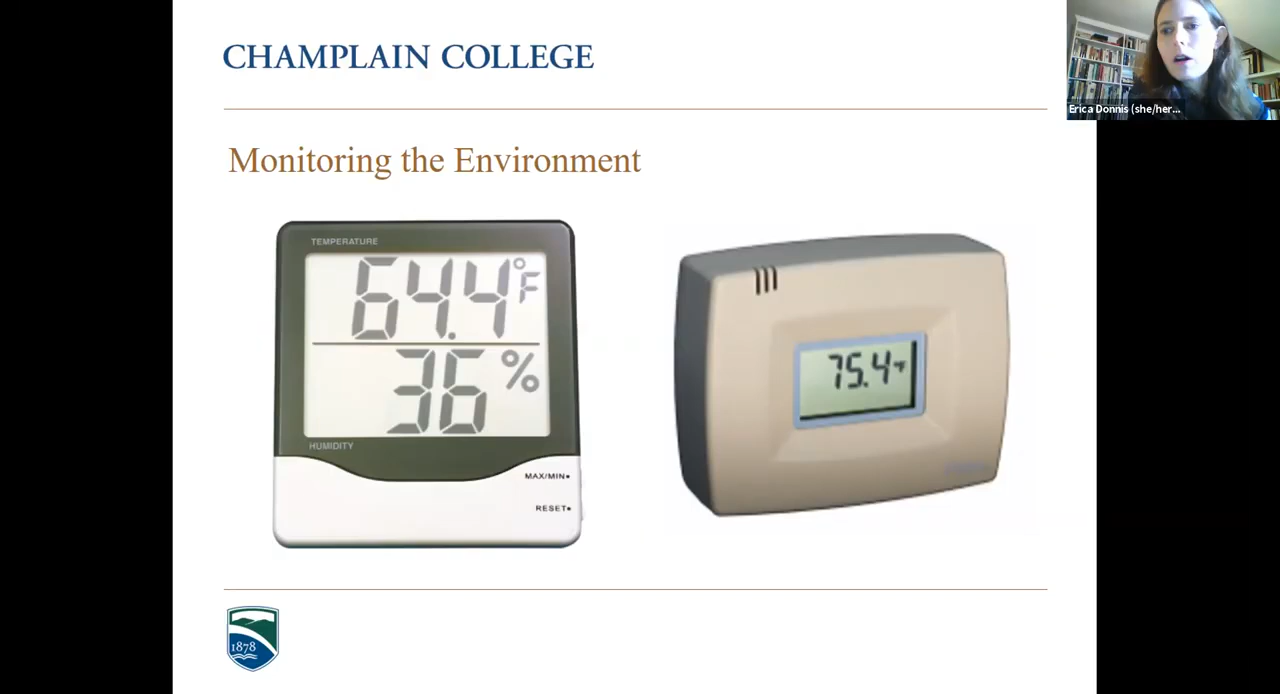 CHAMPLAIN COLLEGE
Erica Donnis (she/her...
Monitoring the Environment
TEMPERATURE
64.4°F
36%
HUMIDITY
MAX/MIN•
RESET•
75.4°F
1878